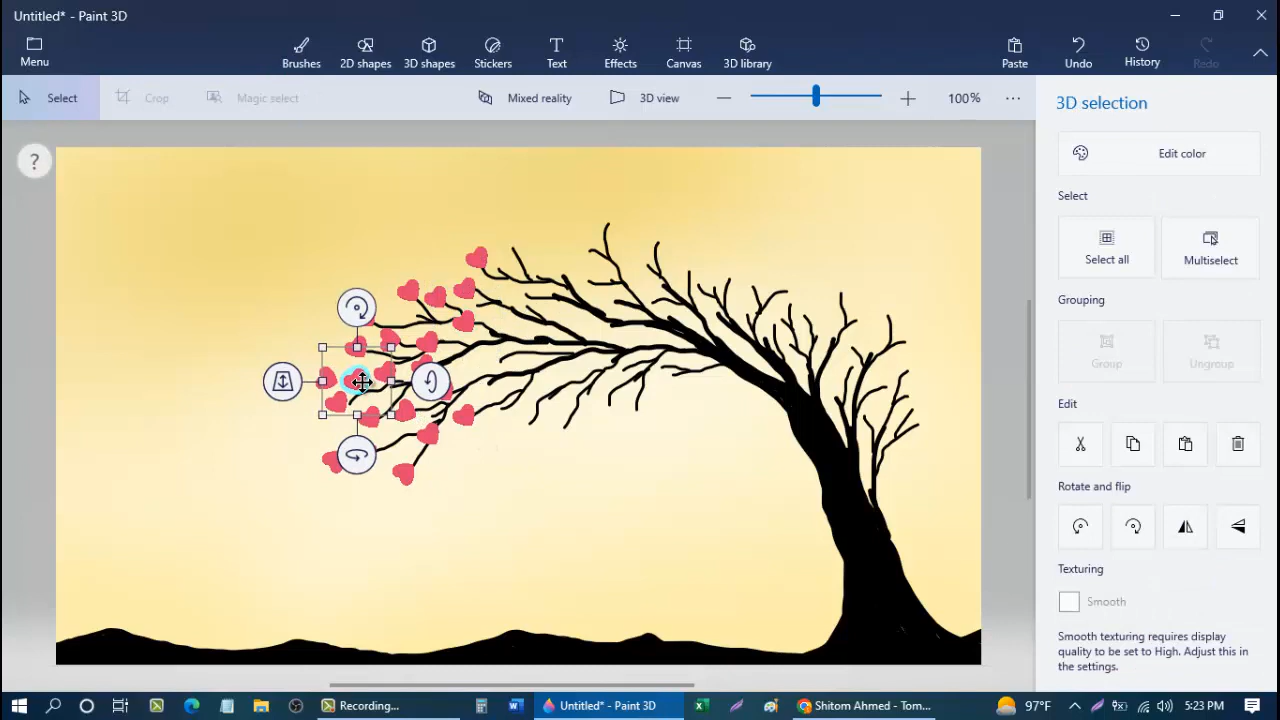 Untitled* - Paint 3D
Menu
Brushes
2D shapes
3D shapes
Stickers
Text
Effects
Canvas
3D library
Paste
Undo
History
Redo
Select
Crop
Magic select
Mixed reality
3D view
100%
?
3D selection
Edit color
Select
Select all
Multiselect
Grouping
Group
Ungroup
Edit
Rotate and flip
Texturing
Smooth
Smooth texturing requires display
quality to be set to High. Adjust this in
the settings.
Recording...
Untitled* - Paint 3D
Shitom Ahmed - Tom...
97°F
5:23 PM